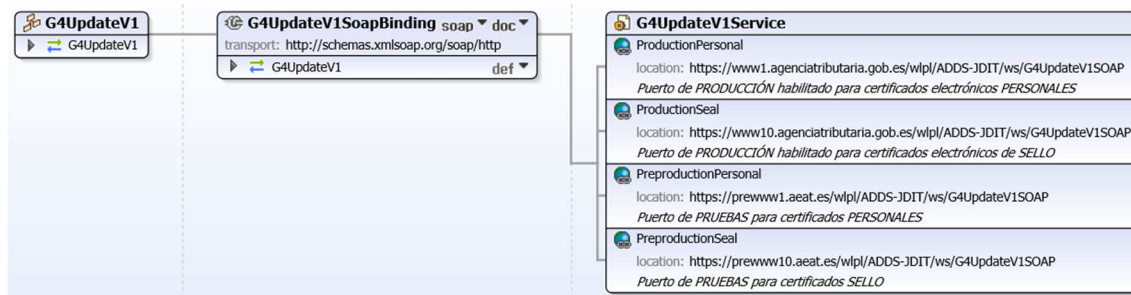 G4UpdateV1
G4UpdateV1
G4UpdateV1SoapBinding soap doc
transport: http://schemas.xmlsoap.org/soap/http
G4UpdateV1 def
G4UpdateV1Service
ProductionPersonal
location: https://www1.agenciatributaria.gob.es/wlpl/ADDS-JDIT/ws/G4UpdateV1SOAP
Puerto de PRODUCCIÓN habilitado para certificados electrónicos PERSONALES
ProductionSeal
location: https://www10.agenciatributaria.gob.es/wlpl/ADDS-JDIT/ws/G4UpdateV1SOAP
Puerto de PRODUCCIÓN habilitado para certificados electrónicos de SELLO
PreproductionPersonal
location: https://prewww1.aeat.es/wlpl/ADDS-JDIT/ws/G4UpdateV1SOAP
Puerto de PRUEBAS para certificados PERSONALES
PreproductionSeal
location: https://prewww10.aeat.es/wlpl/ADDS-JDIT/ws/G4UpdateV1SOAP
Puerto de PRUEBAS para certificados SELLO